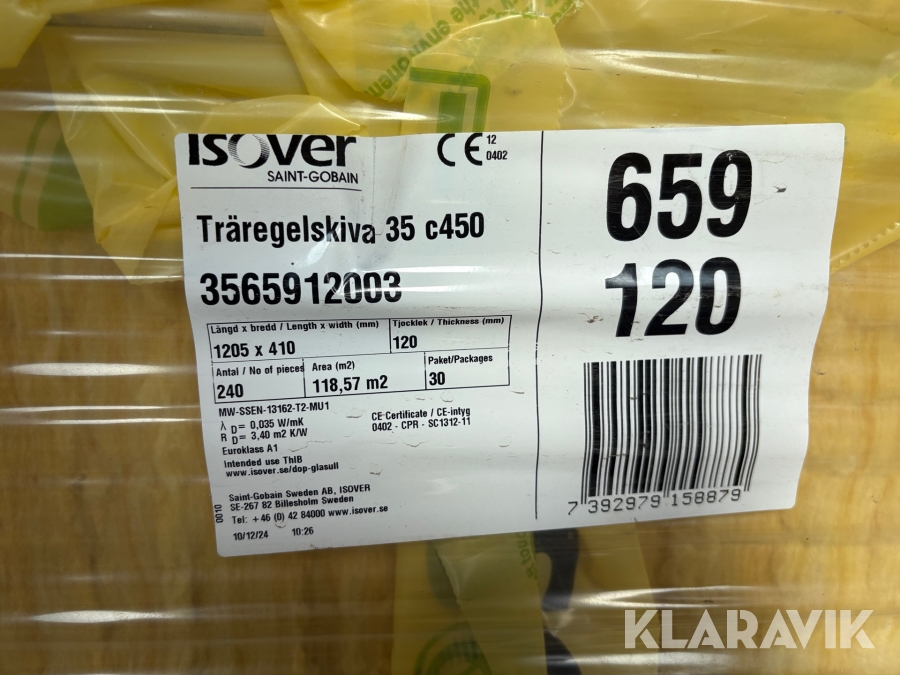 the environment
ISOVER
SAINT-GOBAIN
CE 12
0402
Träregelskiva 35 c450
3565912003
Längd x bredd / Length x width (mm)
Tjocklek / Thickness (mm)
1205 x 410
120
Antal / No of pieces
Area (m2)
Paket/Packages
240
118,57 m2
30
MW-SSEN-13162-T2-MU1
λ D= 0,035 W/mK
R D= 3,40 m2 K/W
Euroklass A1
Intended use ThIB
www.isover.se/dop-glasull
CE-Certificate / CE-intyg
0402 - CPR - SC1312-11
0010
Saint-Gobain Sweden AB, ISOVER
SE-267 82 Billesholm Sweden
Tel: +46 (0) 42 84000 www.isover.se
10/12/24 10:26
659
120
7 392979 158879
KLARAVIK